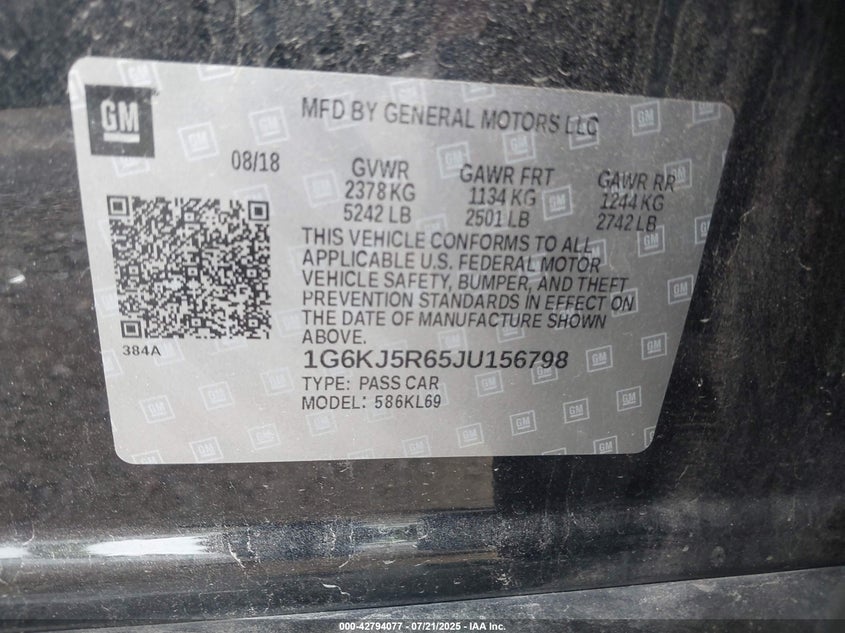 GM
MFD BY GENERAL MOTORS LLC
08/18
GVWR GAWR FRT GAWR RR
2378 KG 1134 KG 1244 KG
5242 LB 2501 LB 2742 LB
THIS VEHICLE CONFORMS TO ALL
APPLICABLE U.S. FEDERAL MOTOR
VEHICLE SAFETY, BUMPER, AND THEFT
PREVENTION STANDARDS IN EFFECT ON
THE DATE OF MANUFACTURE SHOWN
ABOVE.
384A
1G6KJ5R65JU156798
TYPE: PASS CAR
MODEL: 586KL69
000-42794077 - 07/21/2025 - IAA Inc.